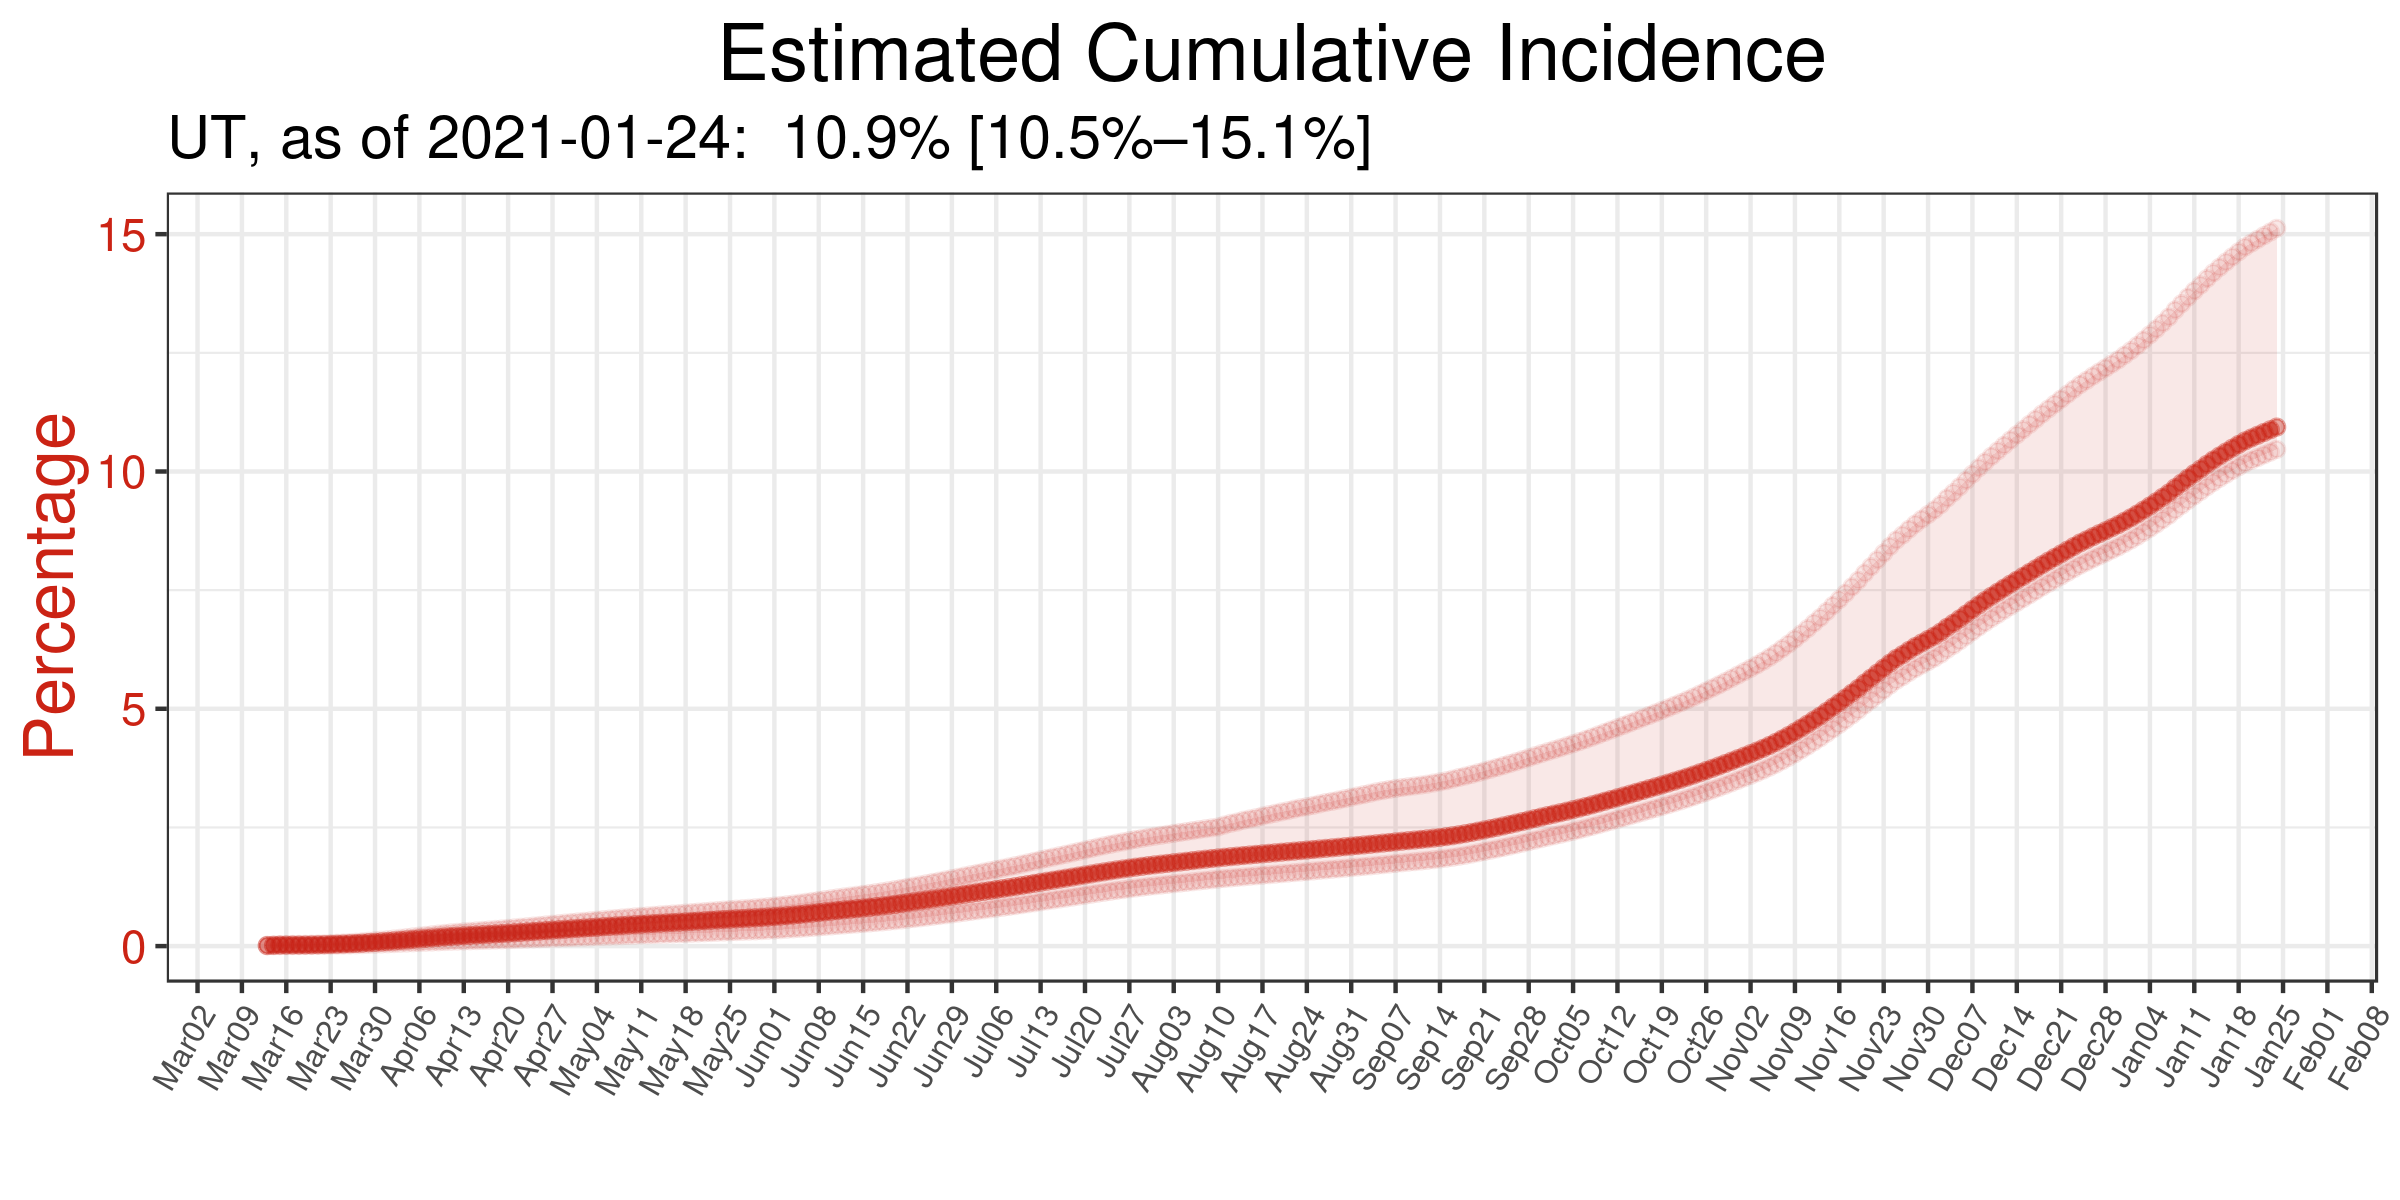 Estimated Cumulative Incidence
UT, as of 2021-01-24:  10.9% [10.5%–15.1%]
Percentage
15
10
5
0
Mar02 Mar09 Mar16 Mar23 Mar30 Apr06 Apr13 Apr20 Apr27 May04 May11 May18 May25 Jun01 Jun08 Jun15 Jun22 Jun29 Jul06 Jul13 Jul20 Jul27 Aug03 Aug10 Aug17 Aug24 Aug31 Sep07 Sep14 Sep21 Sep28 Oct05 Oct12 Oct19 Oct26 Nov02 Nov09 Nov16 Nov23 Nov30 Dec07 Dec14 Dec21 Dec28 Jan04 Jan11 Jan18 Jan25 Feb01 Feb08